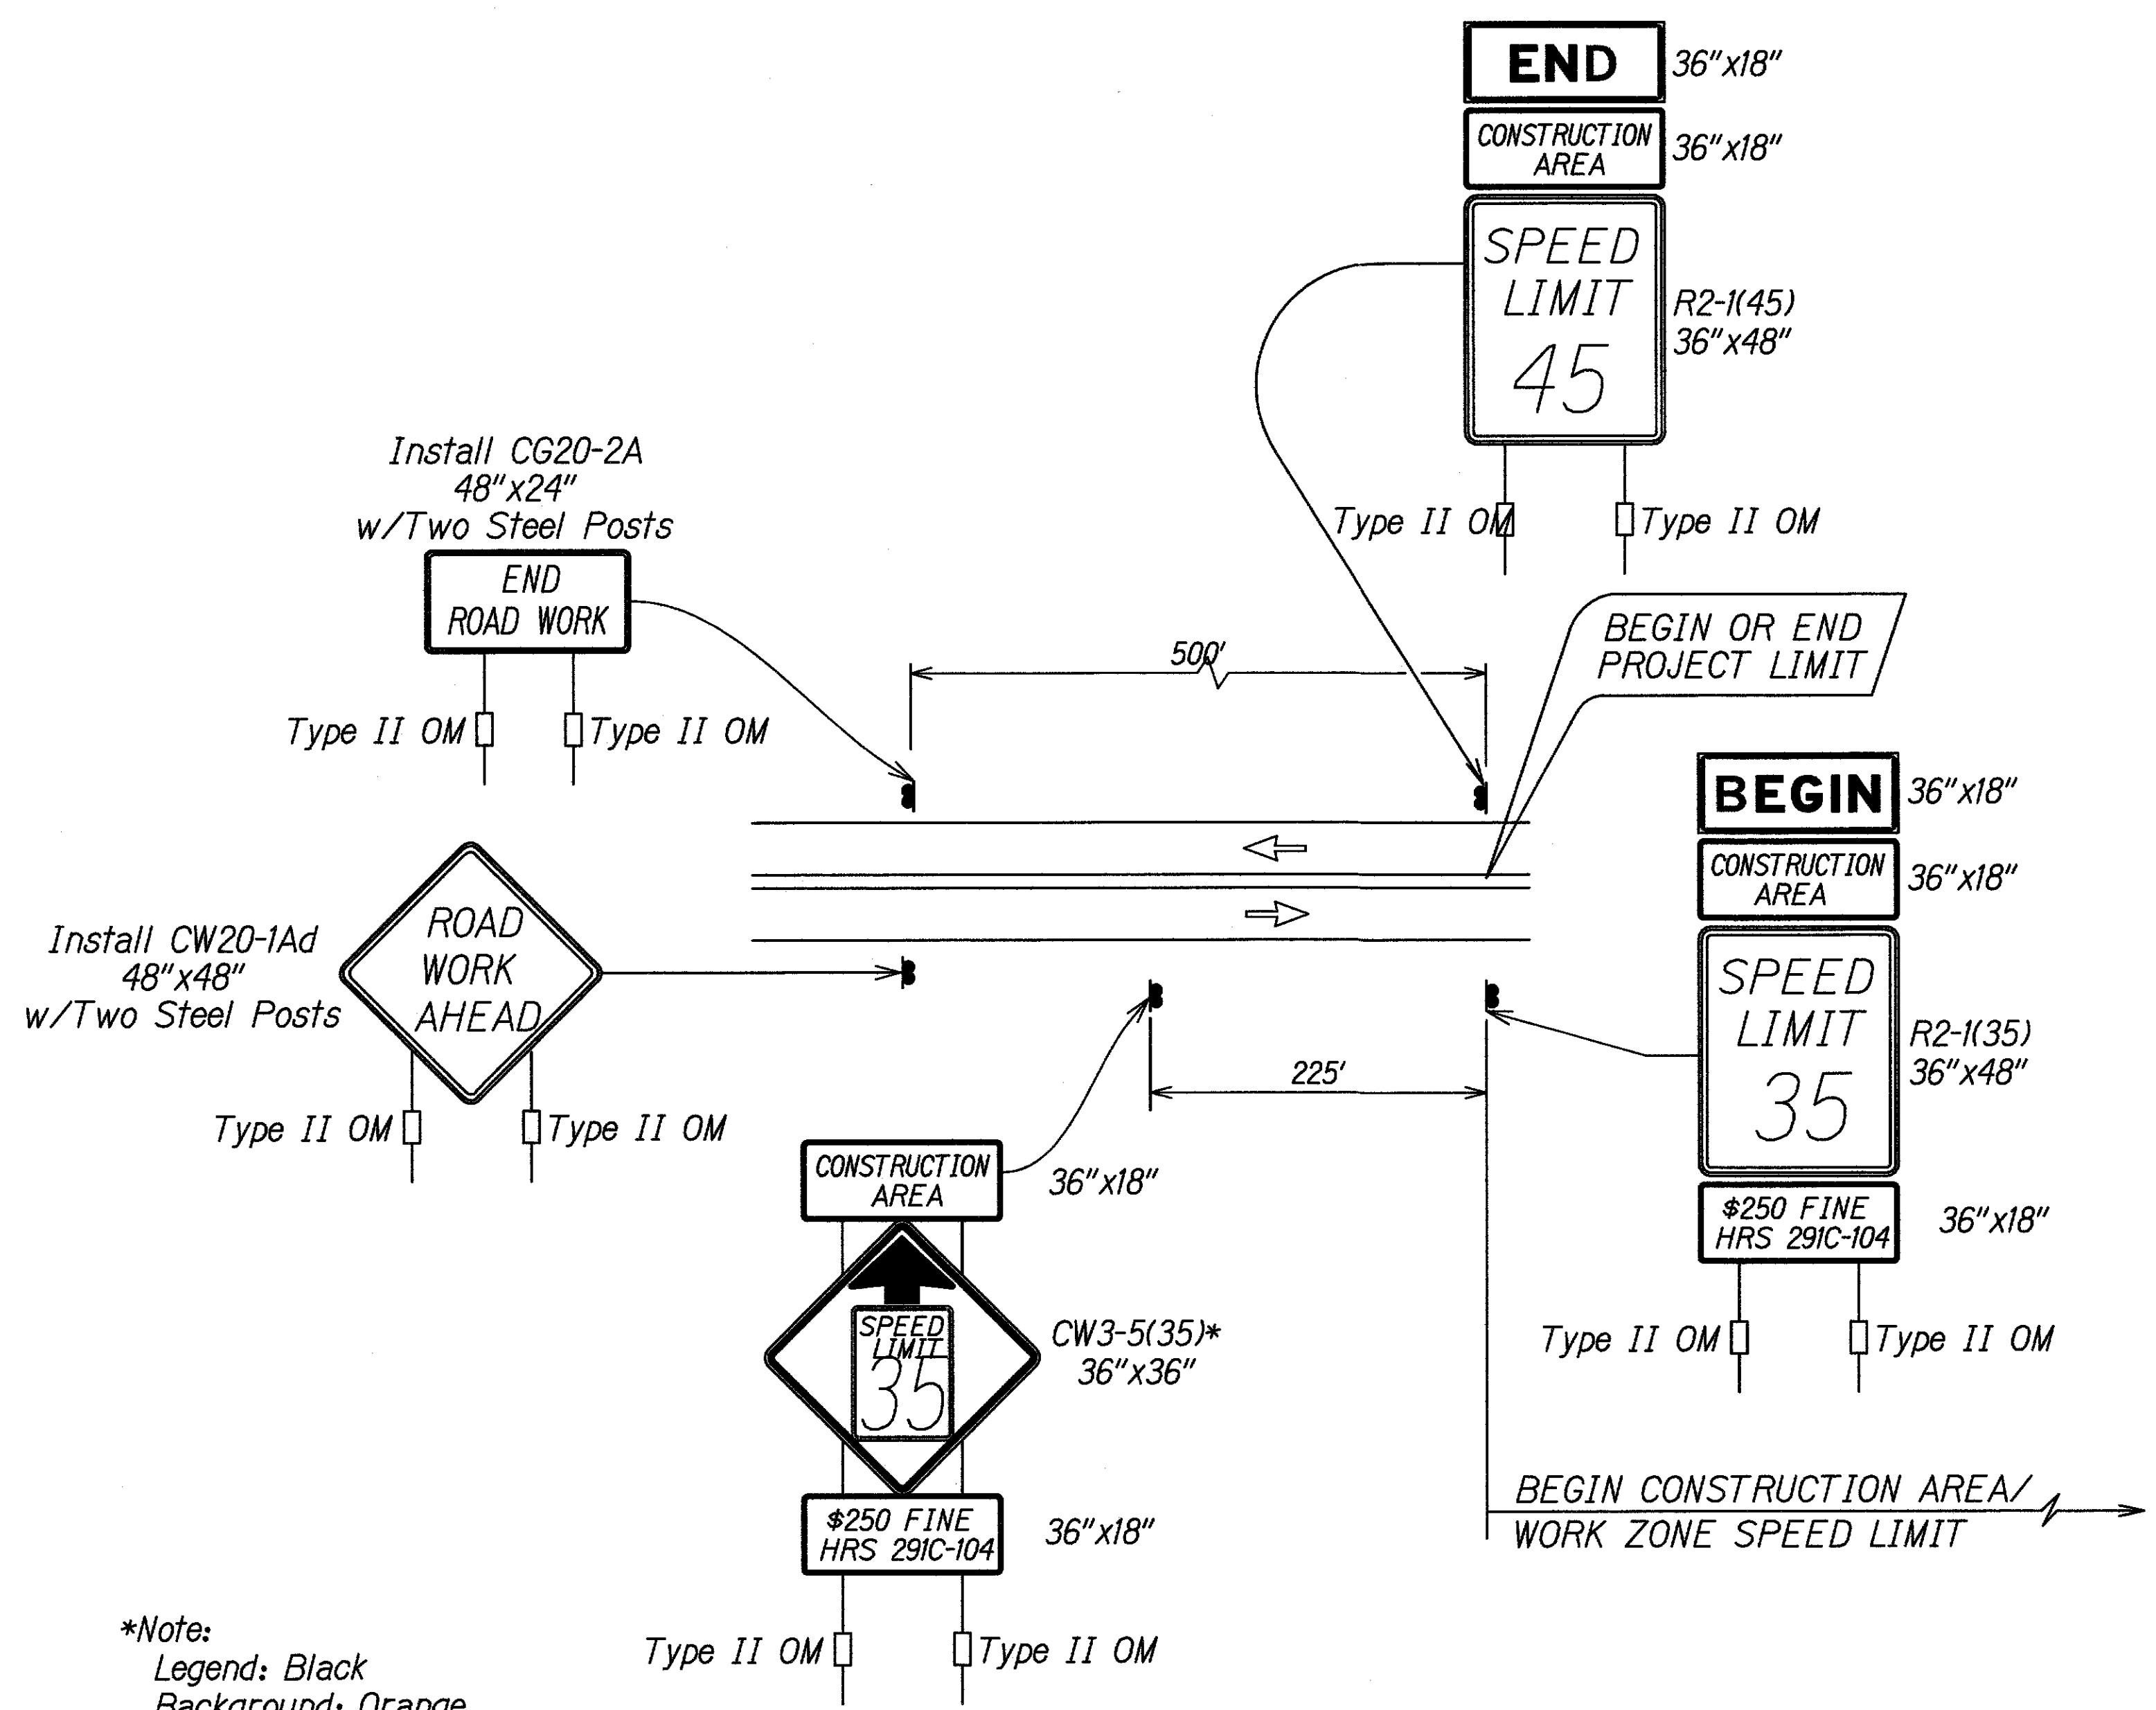 END
36"x18"
CONSTRUCTION
AREA
36"x18"
SPEED
LIMIT
45
R2-1(45)
36"x48"
Type II OM
Type II OM
Install CG20-2A
48"x24"
w/Two Steel Posts
END
ROAD WORK
Type II OM
Type II OM
500'
BEGIN OR END
PROJECT LIMIT
BEGIN
36"x18"
CONSTRUCTION
AREA
36"x18"
SPEED
LIMIT
35
R2-1(35)
36"x48"
$250 FINE
HRS 291C-104
36"x18"
Type II OM
Type II OM
Install CW20-1Ad
48"x48"
w/Two Steel Posts
ROAD
WORK
AHEAD
Type II OM
Type II OM
225'
CONSTRUCTION
AREA
36"x18"
SPEED
LIMIT
35
CW3-5(35)*
36"x36"
$250 FINE
HRS 291C-104
36"x18"
Type II OM
Type II OM
BEGIN CONSTRUCTION AREA/
WORK ZONE SPEED LIMIT
*Note:
Legend: Black
Background: Orange